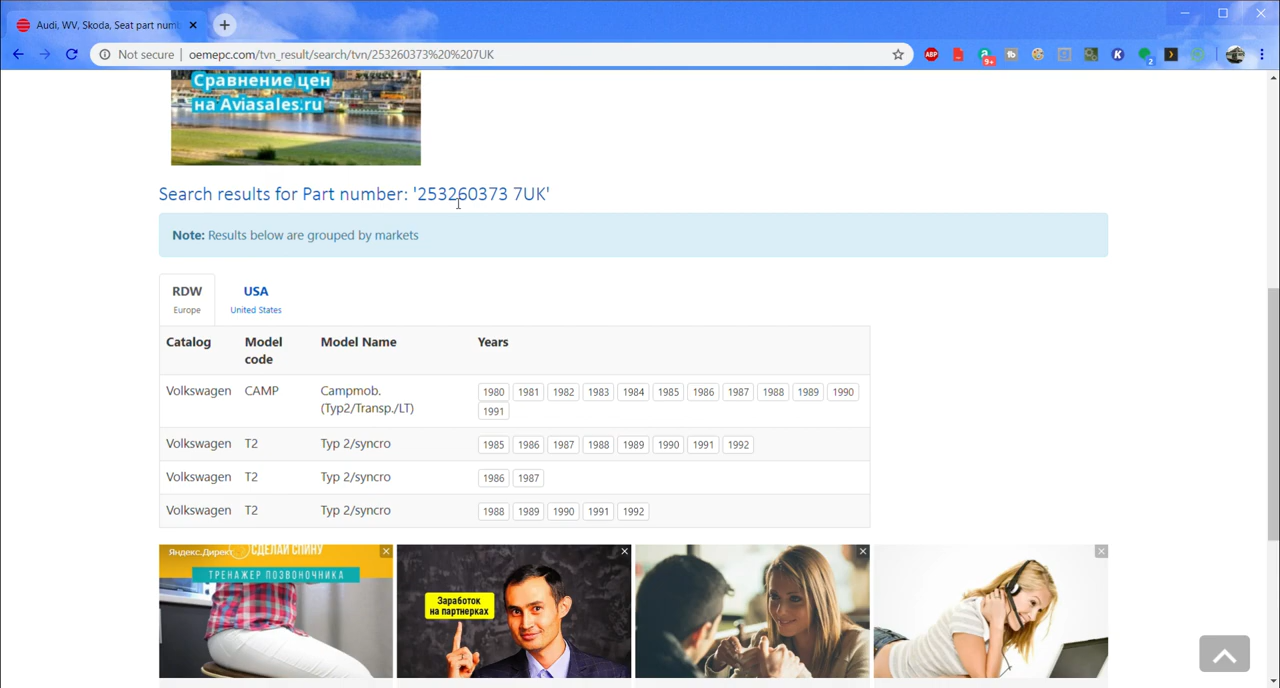 Audi, WV, Skoda, Seat part num
Not secure | oemepc.com/tvn_result/search/tvn/253260373%20%207UK
ABP
9+
tb
K
2
Сравнение цен
на Aviasales.ru
Search results for Part number: '253260373 7UK'
Note: Results below are grouped by markets
RDW USA
Europe United States
Catalog Model code Model Name Years
Volkswagen CAMP Campmob. (Typ2/Transp./LT) 1980 1981 1982 1983 1984 1985 1986 1987 1988 1989 1990
1991
Volkswagen T2 Typ 2/syncro 1985 1986 1987 1988 1989 1990 1991 1992
Volkswagen T2 Typ 2/syncro 1986 1987
Volkswagen T2 Typ 2/syncro 1988 1989 1990 1991 1992
Яндекс.Директ
СДЕЛАЙ СПИНУ
ТРЕНАЖЕР ПОЗВОНОЧНИКА
Заработок
на партнерках